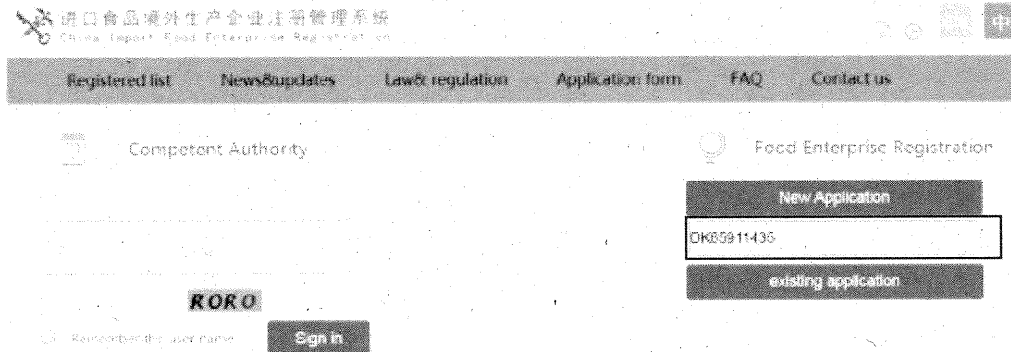 进口食品境外生产企业注册管理系统
China Import Food Enterprise Registration
中
Registered list News&updates Law& regulation Application form FAQ Contact us
Competent Authority
Food Enterprise Registration
New Application
existing application
RORO
Remember the user name
Sign in